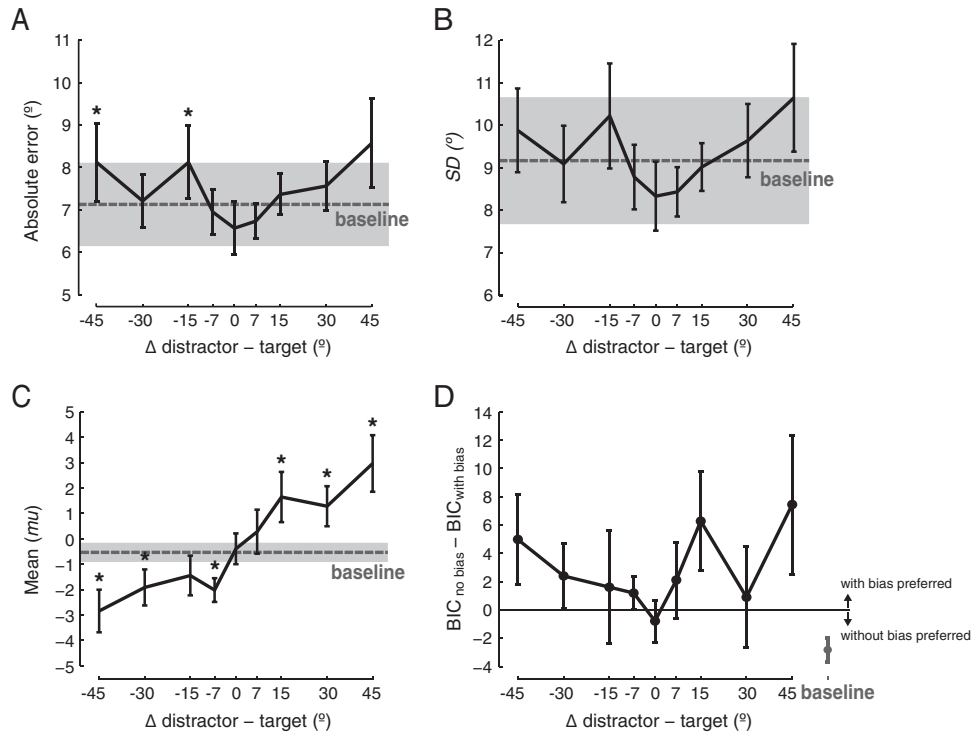 A
11
10
9
8
7
6
5
Absolute error (º)
* *
baseline
-45 -30 -15 -7 0 7 15 30 45
Δ distractor – target (º)
B
12
11
10
9
8
7
6
SD (º)
baseline
-45 -30 -15 -7 0 7 15 30 45
Δ distractor – target (º)
C
5
4
3
2
1
0
−1
−2
−3
−4
−5
Mean (mu)
* * * * * *
baseline
-45 -30 -15 -7 0 7 15 30 45
Δ distractor – target (º)
D
14
12
10
8
6
4
2
0
−2
−4
BIC no bias – BIC with bias
with bias preferred
without bias preferred
-45 -30 -15 -7 0 7 15 30 45 baseline
Δ distractor – target (º)